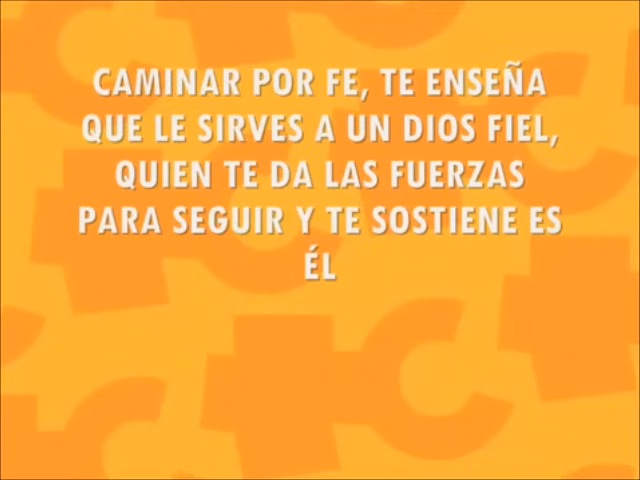 CAMINAR POR FE, TE ENSEÑA
QUE LE SIRVES A UN DIOS FIEL,
QUIEN TE DA LAS FUERZAS
PARA SEGUIR Y TE SOSTIENE ES
ÉL